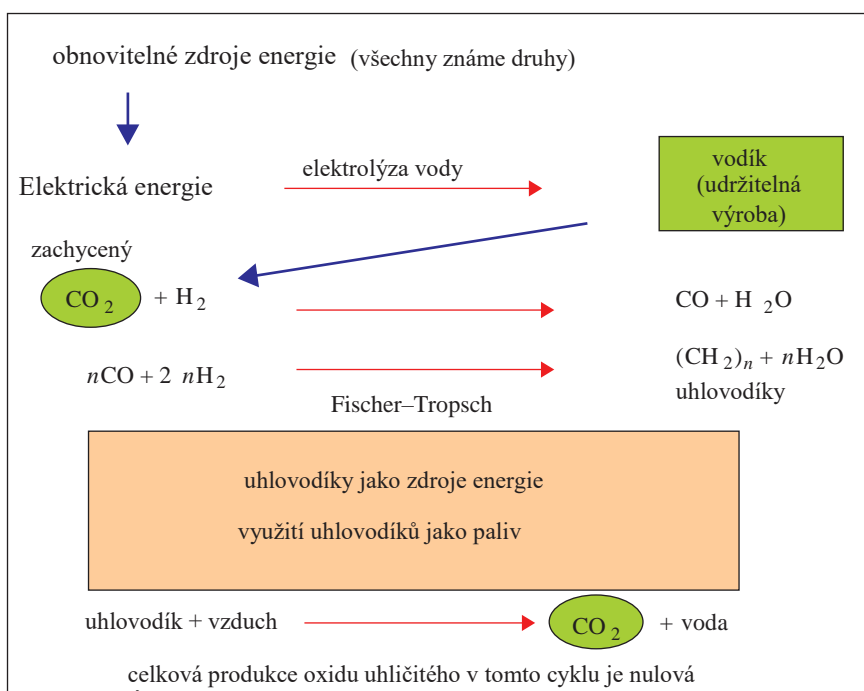 obnovitelné zdroje energie (všechny známe druhy)
Elektrická energie
elektrolýza vody
vodík
(udržitelná
výroba)
zachycený
CO₂ + H₂
CO + H ₂O
nCO + 2 nH₂
(CH₂)ₙ + nH₂O
uhlovodíky
Fischer–Tropsch
uhlovodíky jako zdroje energie
využití uhlovodíků jako paliv
uhlovodík + vzduch
CO₂ + voda
celková produkce oxidu uhličitého v tomto cyklu je nulová